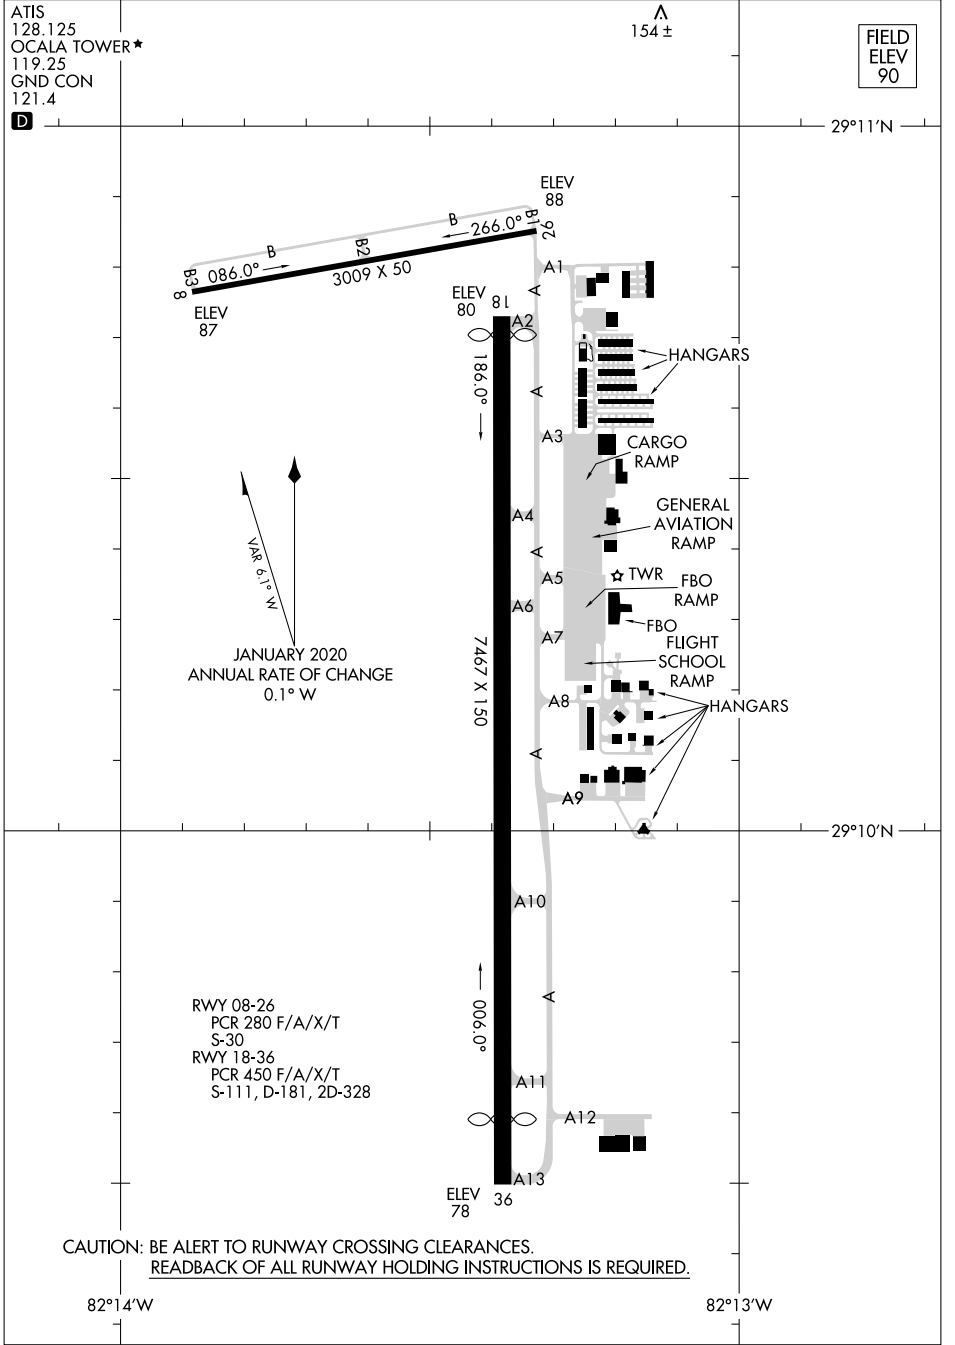 ATIS
128.125
OCALA TOWER★
119.25
GND CON
121.4
D
154 ±
FIELD
ELEV
90
29°11'N
ELEV
88
B
B1
26
266.0°
B
B2
B3
086.0°
3009 X 50
8
ELEV
87
A1
A
ELEV
80
18
A2
HANGARS
186.0°
A
A3
CARGO
RAMP
A4
GENERAL
AVIATION
RAMP
A
A5
TWR
FBO
RAMP
A6
FBO
A7
FLIGHT
SCHOOL
RAMP
VAR 6.1° W
JANUARY 2020
ANNUAL RATE OF CHANGE
0.1° W
7467 X 150
A8
HANGARS
A
A9
29°10'N
A10
A
006.0°
RWY 08-26
PCR 280 F/A/X/T
S-30
RWY 18-36
PCR 450 F/A/X/T
S-111, D-181, 2D-328
A11
A12
A13
ELEV
78
36
CAUTION: BE ALERT TO RUNWAY CROSSING CLEARANCES.
READBACK OF ALL RUNWAY HOLDING INSTRUCTIONS IS REQUIRED.
82°14'W
82°13'W